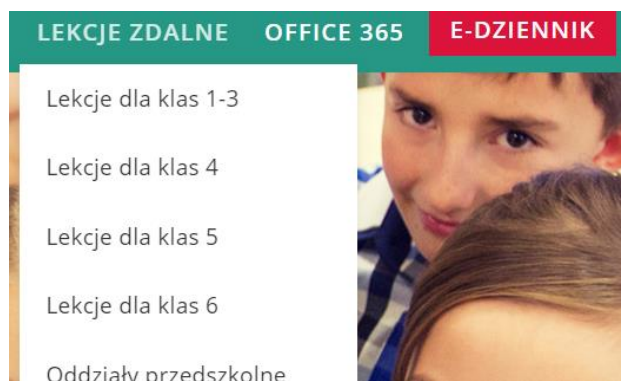 LEKCJE ZDALNE OFFICE 365 E-DZIENNIK
Lekcje dla klas 1-3
Lekcje dla klas 4
Lekcje dla klas 5
Lekcje dla klas 6
Oddziały przedszkolne